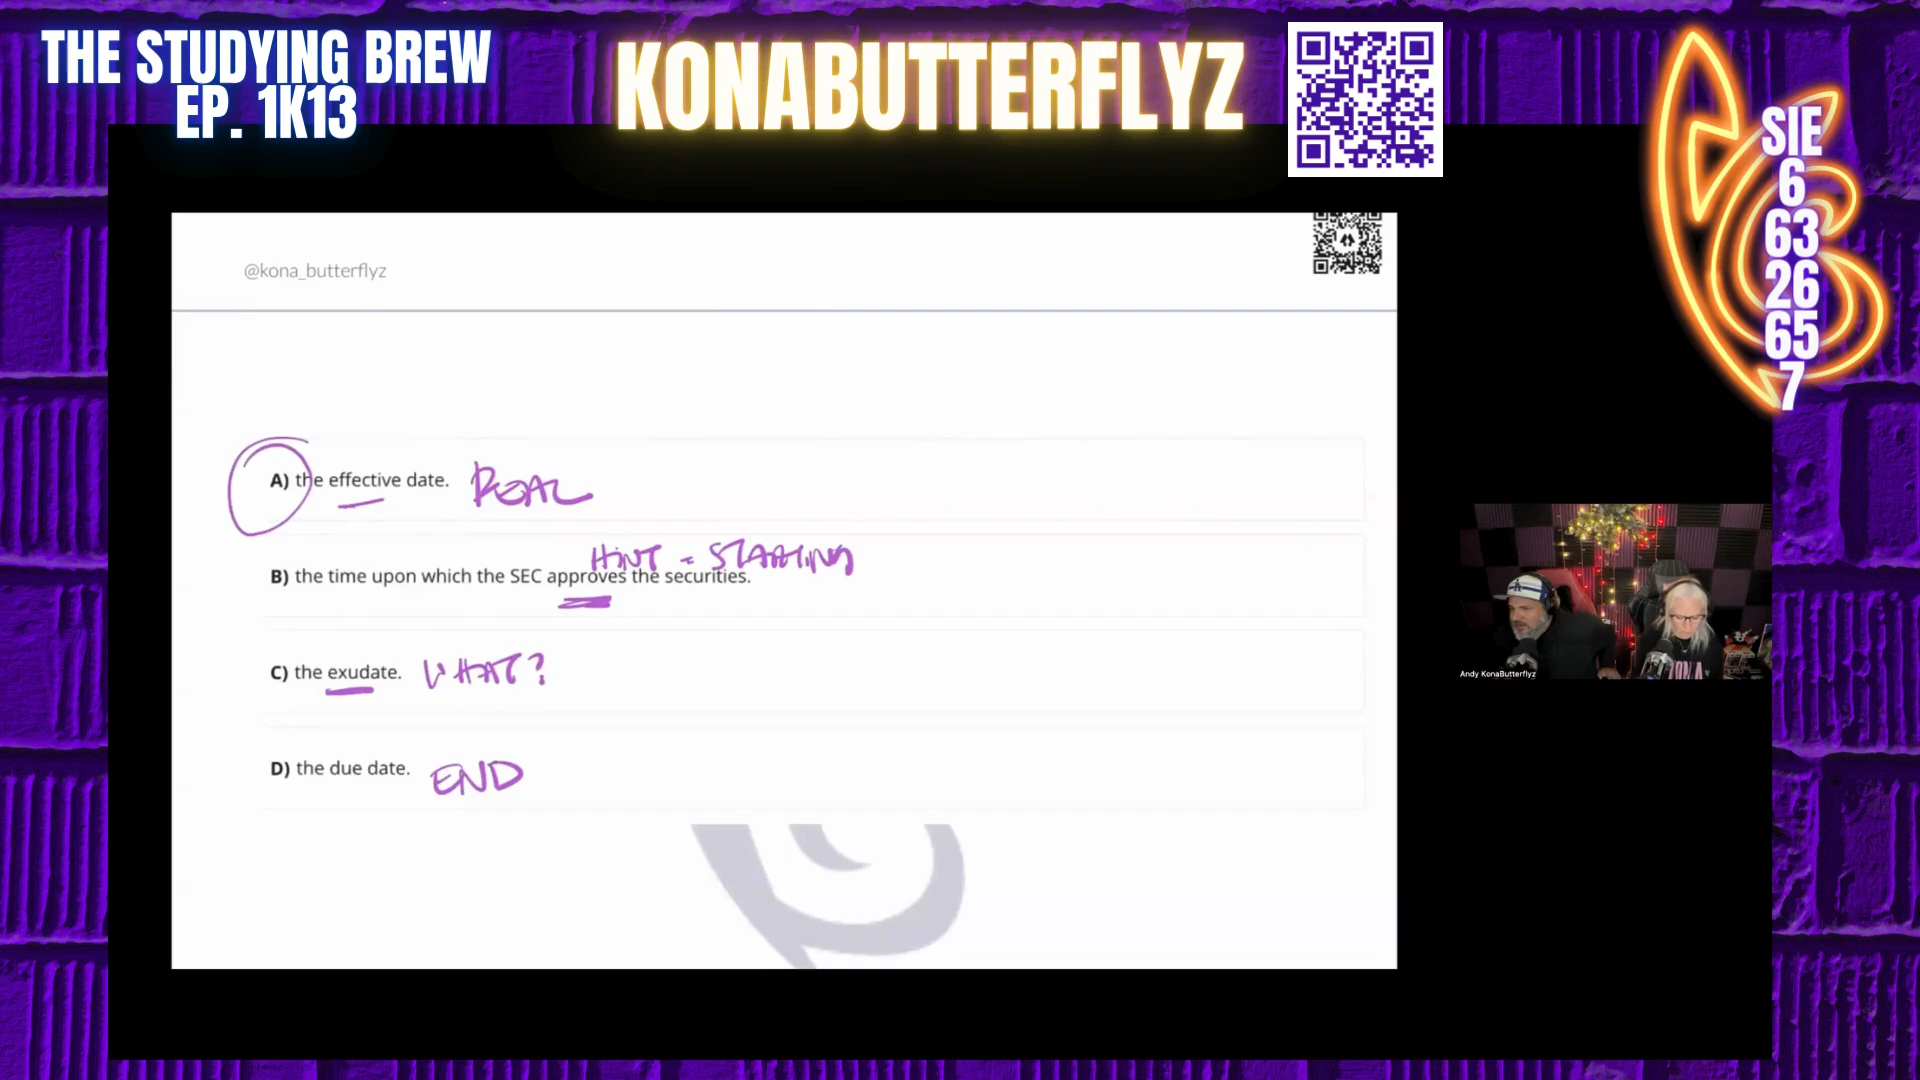 THE STUDYING BREW
EP. 1K13
KONABUTTERFLYZ
SIE
6
63
26
65
7
@kona_butterflyz
A) the effective date. REAL
HINT = STARTING
B) the time upon which the SEC approves the securities.
C) the exudate. WHAT?
D) the due date. END
Andy KonaButterflyz